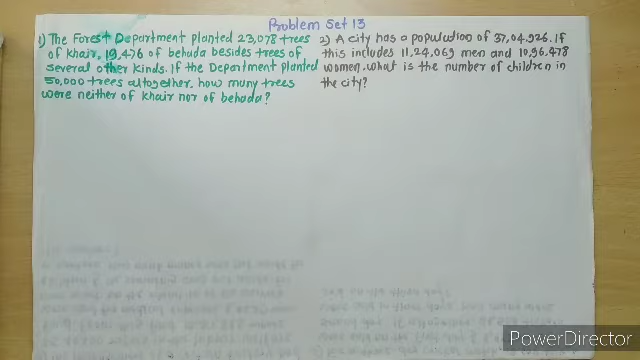 Problem Set 13
1) The Forest Department planted 23,078 trees
of khair, 19,476 of behada besides trees of
several other kinds. If the Department planted
50,000 trees altogether, how many trees
were neither of khair nor of behada?
2) A city has a population of 37,04,926. If
this includes 11,24,069 men and 10,96,478
women. what is the number of children in
the city?
PowerDirector